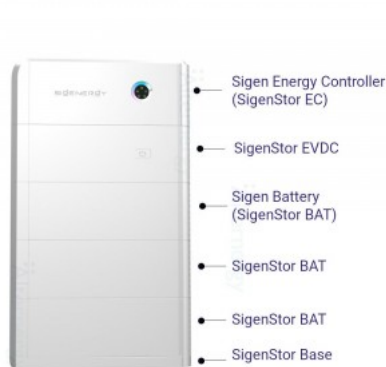 SIGENERGY
Sigen Energy Controller
(SigenStor EC)
SigenStor EVDC
Sigen Battery
(SigenStor BAT)
SigenStor BAT
SigenStor BAT
SigenStor Base